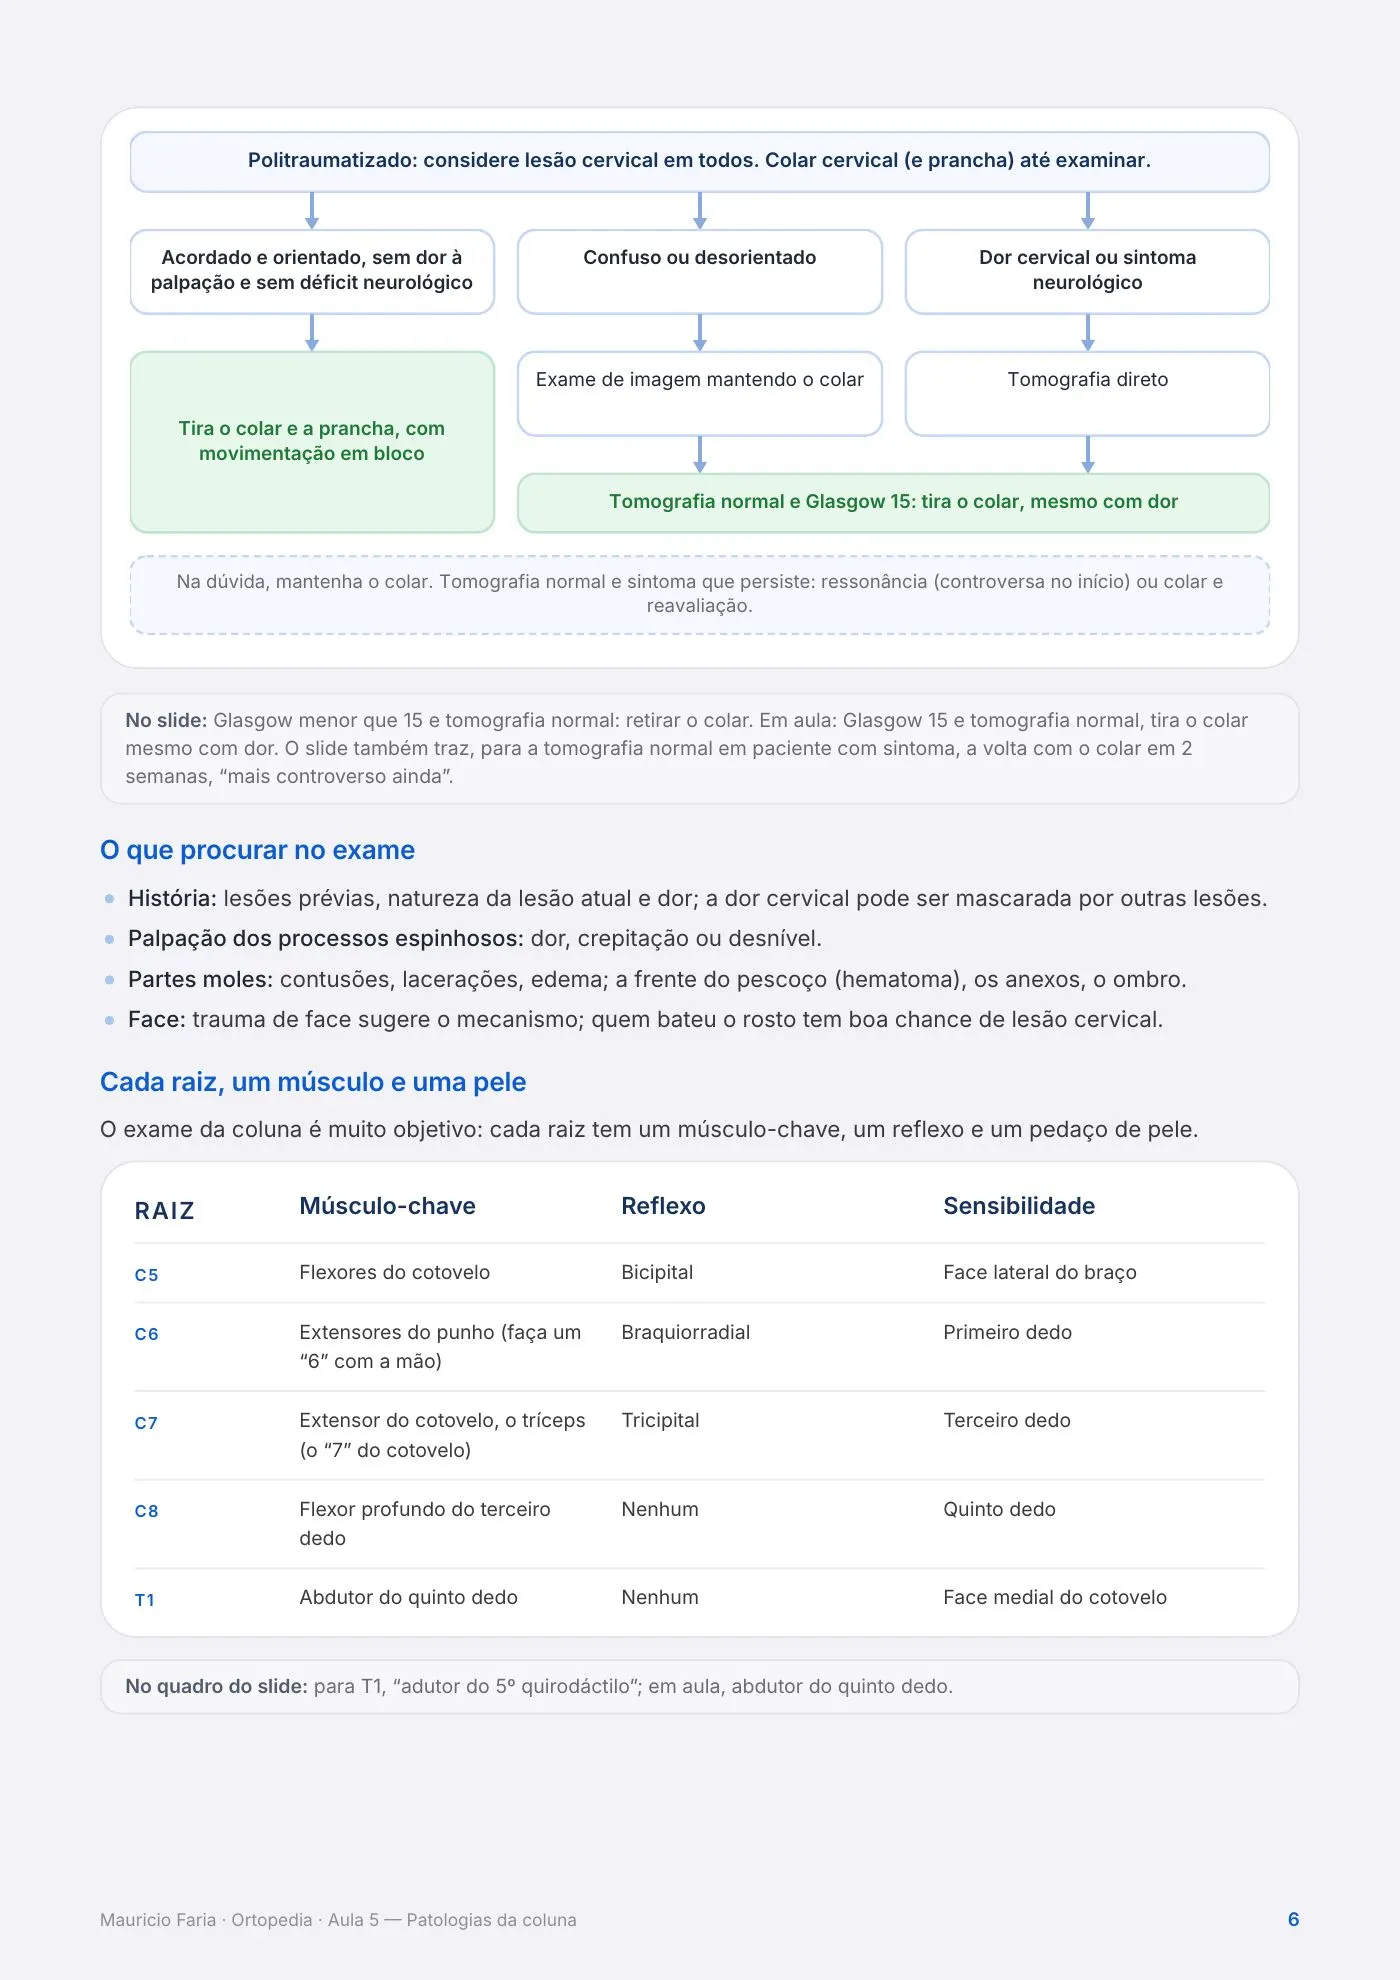 Politraumatizado: considere lesão cervical em todos. Colar cervical (e prancha) até examinar.
Acordado e orientado, sem dor à
palpação e sem déficit neurológico
Confuso ou desorientado
Dor cervical ou sintoma
neurológico
Exame de imagem mantendo o colar
Tomografia direto
Tira o colar e a prancha, com
movimentação em bloco
Tomografia normal e Glasgow 15: tira o colar, mesmo com dor
Na dúvida, mantenha o colar. Tomografia normal e sintoma que persiste: ressonância (controversa no início) ou colar e
reavaliação.
No slide: Glasgow menor que 15 e tomografia normal: retirar o colar. Em aula: Glasgow 15 e tomografia normal, tira o colar
mesmo com dor. O slide também traz, para a tomografia normal em paciente com sintoma, a volta com o colar em 2
semanas, “mais controverso ainda”.
O que procurar no exame
• História: lesões prévias, natureza da lesão atual e dor; a dor cervical pode ser mascarada por outras lesões.
• Palpação dos processos espinhosos: dor, crepitação ou desnível.
• Partes moles: contusões, lacerações, edema; a frente do pescoço (hematoma), os anexos, o ombro.
• Face: trauma de face sugere o mecanismo; quem bateu o rosto tem boa chance de lesão cervical.
Cada raiz, um músculo e uma pele
O exame da coluna é muito objetivo: cada raiz tem um músculo-chave, um reflexo e um pedaço de pele.
RAIZ Músculo-chave Reflexo Sensibilidade
C5 Flexores do cotovelo Bicipital Face lateral do braço
C6 Extensores do punho (faça um Braquiorradial Primeiro dedo
“6” com a mão)
C7 Extensor do cotovelo, o tríceps Tricipital Terceiro dedo
(o “7” do cotovelo)
C8 Flexor profundo do terceiro Nenhum Quinto dedo
dedo
T1 Abdutor do quinto dedo Nenhum Face medial do cotovelo
No quadro do slide: para T1, “adutor do 5º quirodáctilo”; em aula, abdutor do quinto dedo.
Mauricio Faria · Ortopedia · Aula 5 — Patologias da coluna 6